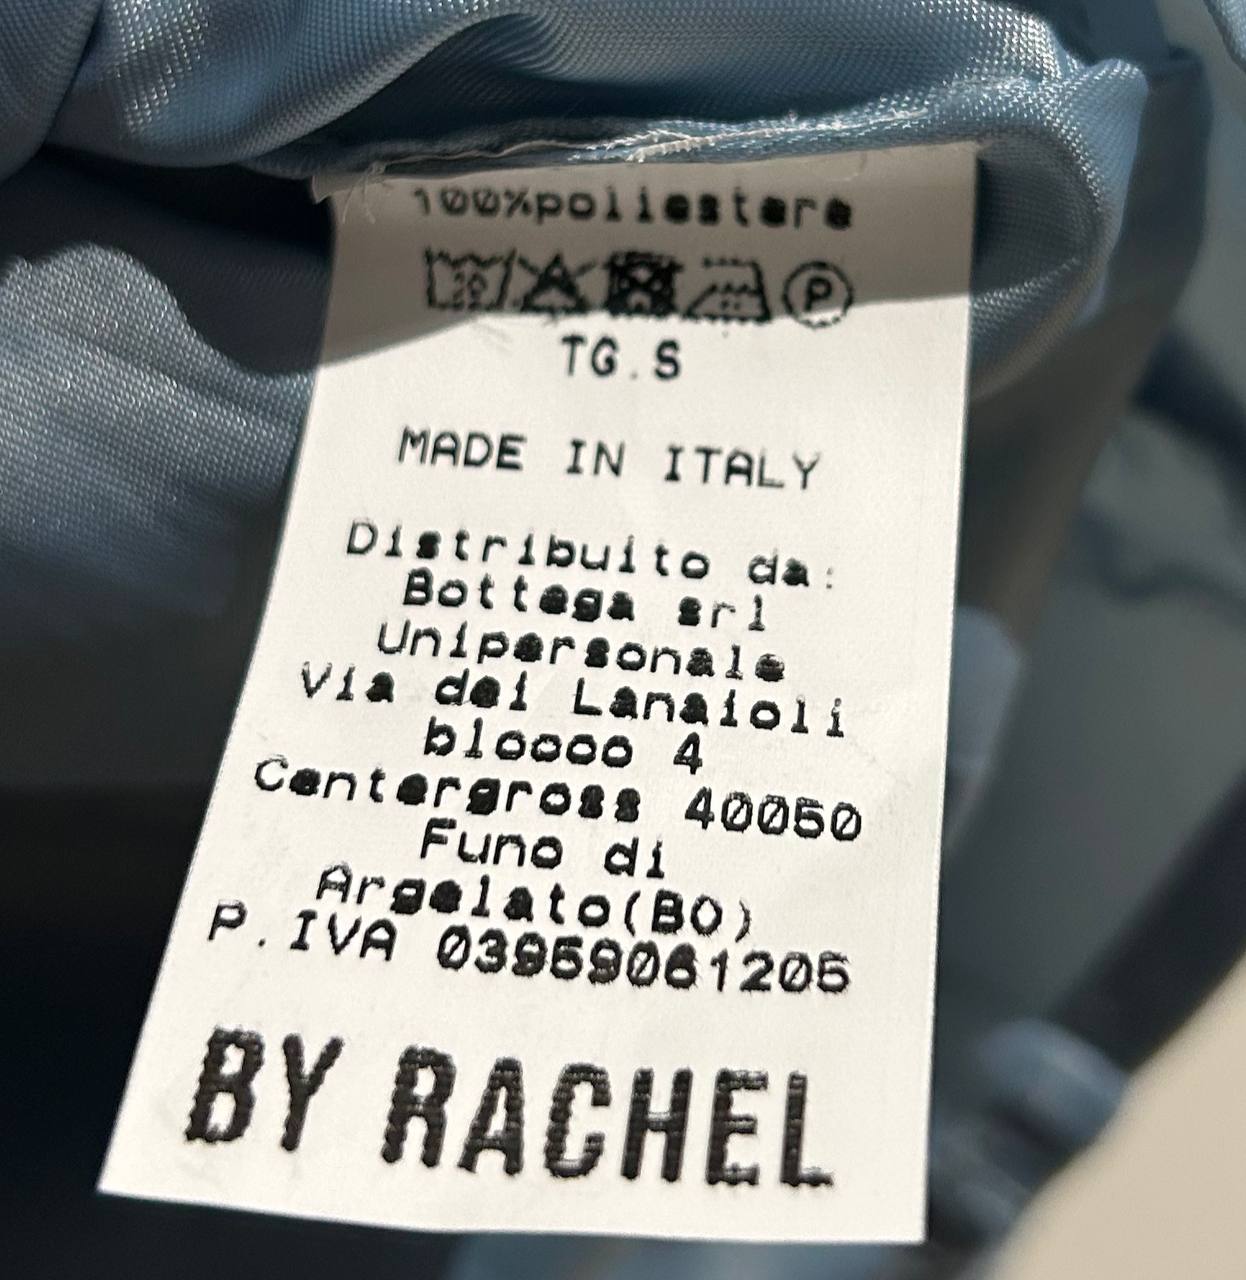 100%poliestere
30
P
TG.S
MADE IN ITALY
Distribuito da:
Bottega srl
Unipersonale
Via dei Lanaioli
blocco 4
Centergross 40050
Funo di
Argelato(BO)
P.IVA 03959061205
BY RACHEL